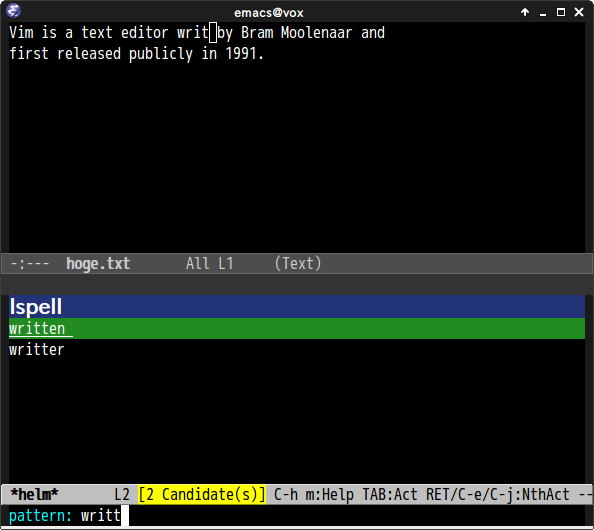 emacs@vox
Vim is a text editor writ by Bram Moolenaar and
first released publicly in 1991.
-:--- hoge.txt All L1 (Text)
Ispell
written
writter
*helm* L2 [2 Candidate(s)] C-h m:Help TAB:Act RET/C-e/C-j:NthAct --
pattern: writt